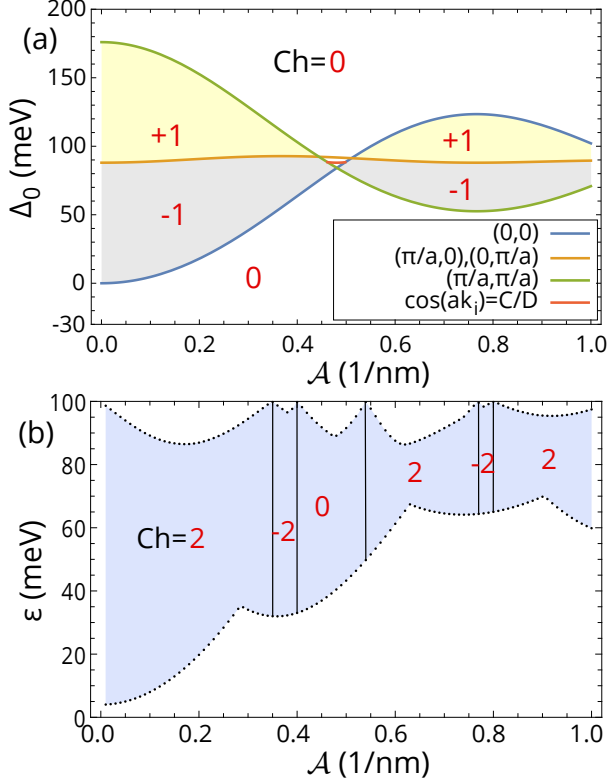 (a)
200
150
100
50
0
-30
Δ₀ (meV)
Ch= 0
+1
+1
-1
-1
0
(0,0)
(π/a,0),(0,π/a)
(π/a,π/a)
cos(akᵢ)=C/D
0.0 0.2 0.4 0.6 0.8 1.0
𝒜 (1/nm)
(b)
100
80
60
40
20
0
ε (meV)
Ch= 2
-2
0
2
-2
2
0.0 0.2 0.4 0.6 0.8 1.0
𝒜 (1/nm)